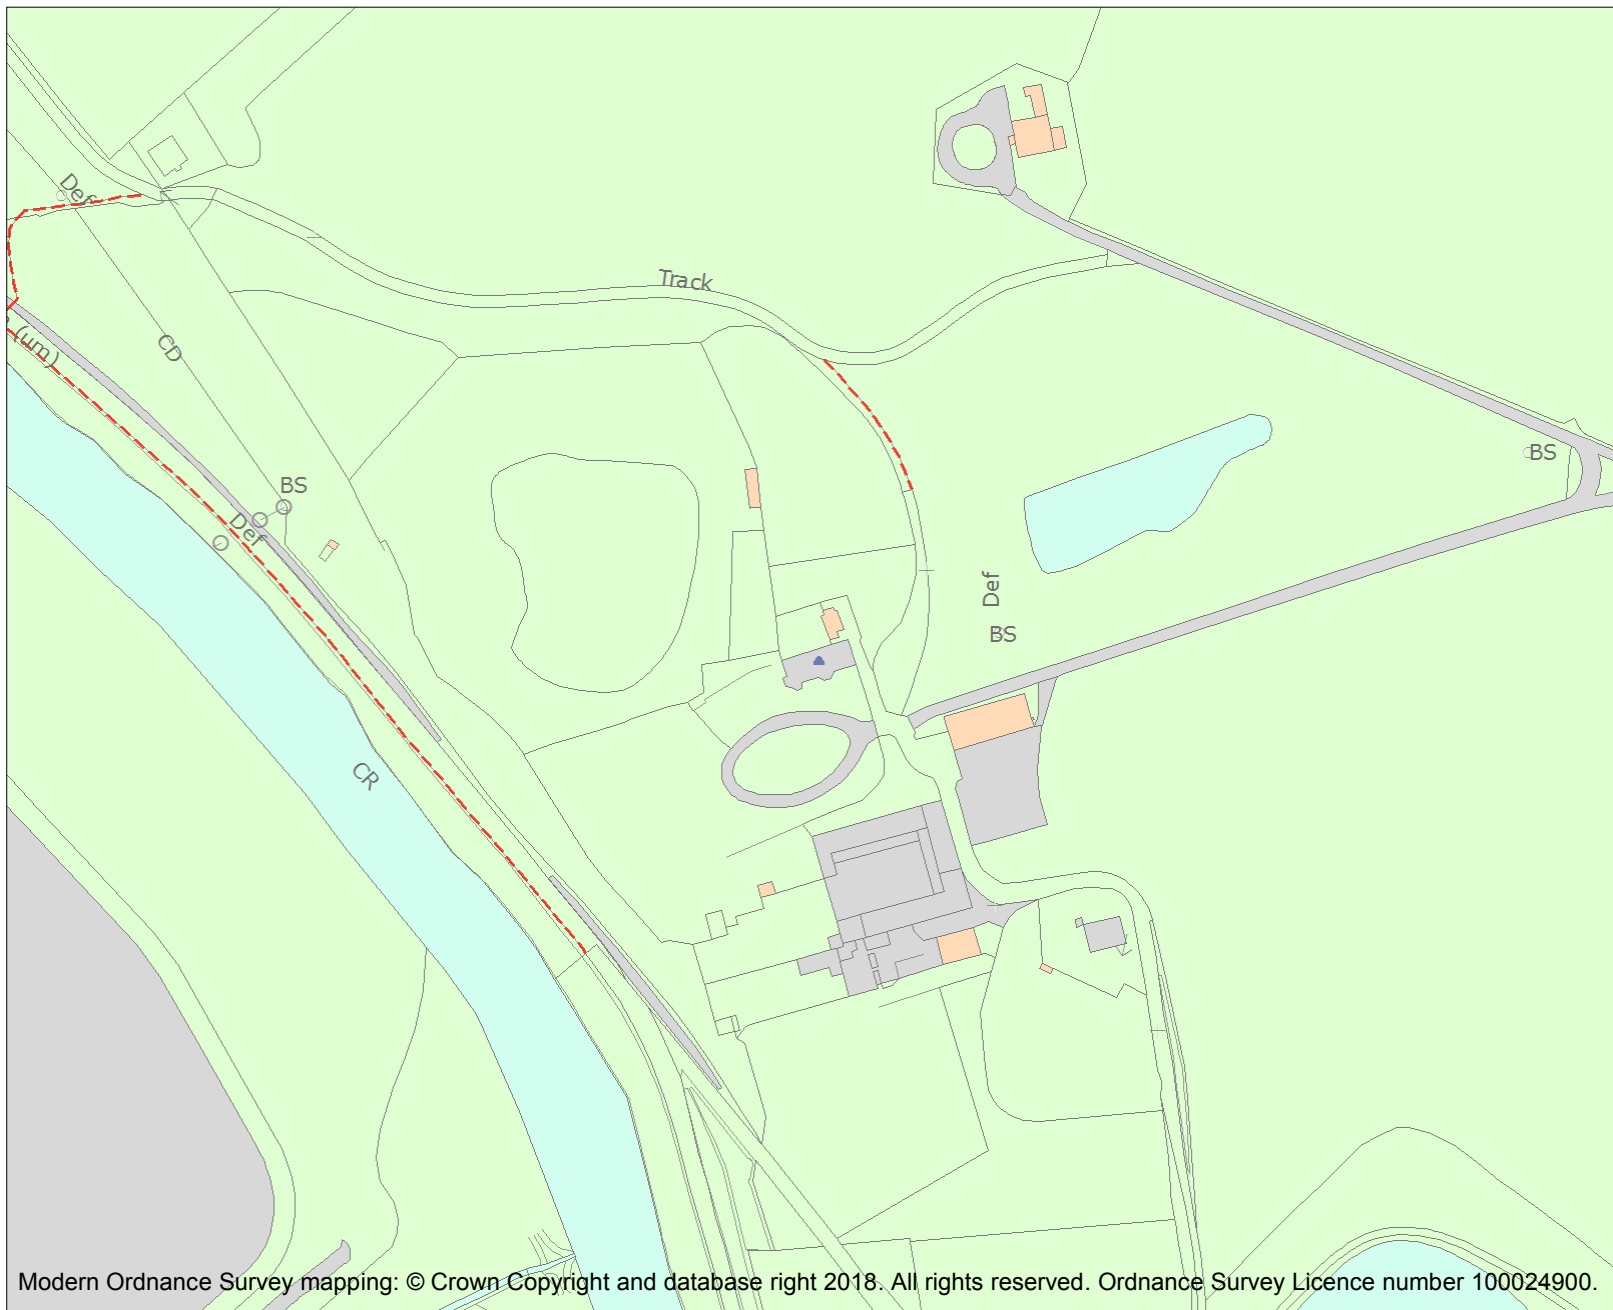 Def
Track
(um)
CD
BS
BS
Def
Def
BS
CR
Modern Ordnance Survey mapping: © Crown Copyright and database right 2018. All rights reserved. Ordnance Survey Licence number 100024900.